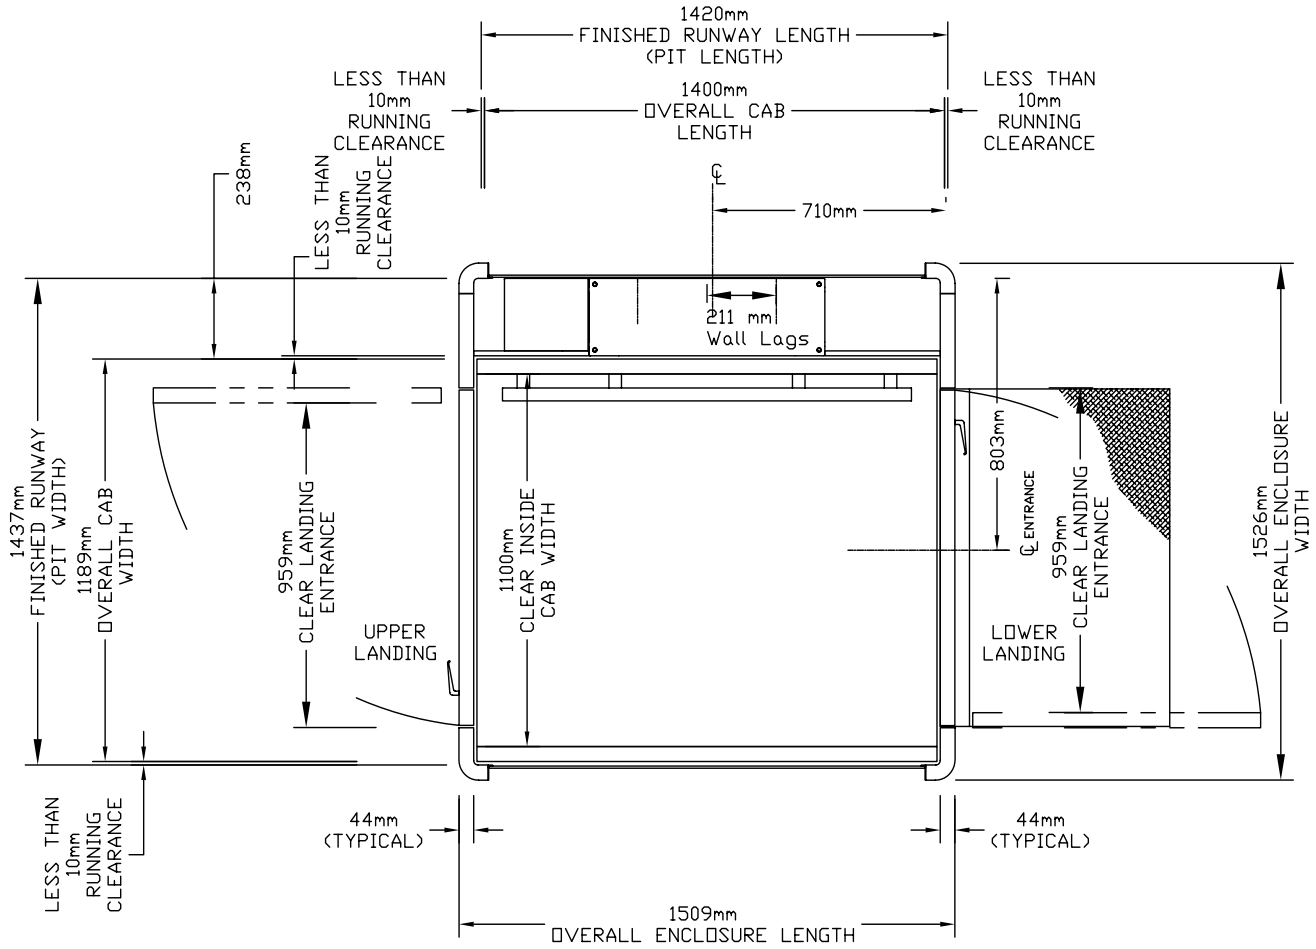 1420mm
FINISHED RUNWAY LENGTH
(PIT LENGTH)
LESS THAN
10mm
RUNNING
CLEARANCE
1400mm
OVERALL CAB
LENGTH
LESS THAN
10mm
RUNNING
CLEARANCE
238mm
LESS THAN
10mm
RUNNING
CLEARANCE
CL
710mm
211 mm
Wall Lags
1437mm
FINISHED RUNWAY
(PIT WIDTH)
1189mm
OVERALL CAB
WIDTH
959mm
CLEAR LANDING
ENTRANCE
1100mm
CLEAR INSIDE
CAB WIDTH
803mm
CL ENTRANCE
959mm
CLEAR LANDING
ENTRANCE
1526mm
OVERALL ENCLOSURE
WIDTH
UPPER
LANDING
LOWER
LANDING
LESS THAN
10mm
RUNNING
CLEARANCE
44mm
(TYPICAL)
44mm
(TYPICAL)
1509mm
OVERALL ENCLOSURE LENGTH